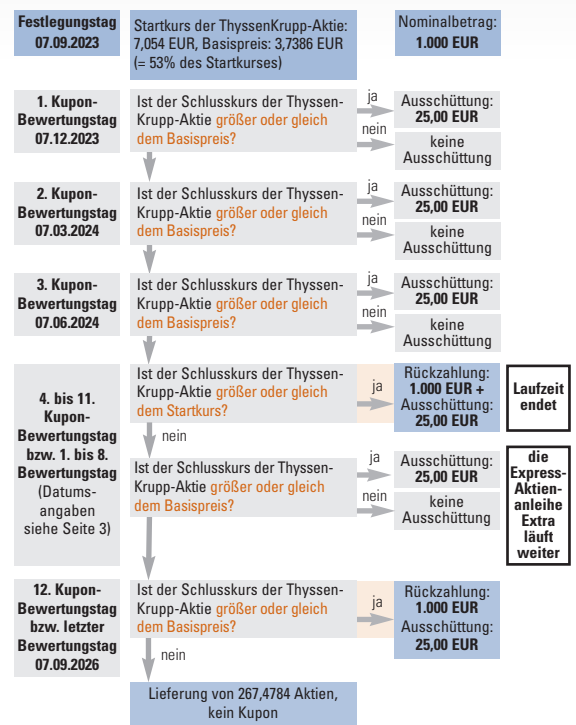 Festlegungstag
07.09.2023
Startkurs der ThyssenKrupp-Aktie:
7,054 EUR, Basispreis: 3,7386 EUR
(= 53% des Startkurses)
Nominalbetrag:
1.000 EUR
1. Kupon-
Bewertungstag
07.12.2023
Ist der Schlusskurs der Thyssen-
Krupp-Aktie größer oder gleich
dem Basispreis?
ja
Ausschüttung:
25,00 EUR
nein
keine
Ausschüttung
2. Kupon-
Bewertungstag
07.03.2024
Ist der Schlusskurs der Thyssen-
Krupp-Aktie größer oder gleich
dem Basispreis?
ja
Ausschüttung:
25,00 EUR
nein
keine
Ausschüttung
3. Kupon-
Bewertungstag
07.06.2024
Ist der Schlusskurs der Thyssen-
Krupp-Aktie größer oder gleich
dem Basispreis?
ja
Ausschüttung:
25,00 EUR
nein
keine
Ausschüttung
4. bis 11.
Kupon-
Bewertungstag
bzw. 1. bis 8.
Bewertungstag
(Datums-
angaben
siehe Seite 3)
Ist der Schlusskurs der Thyssen-
Krupp-Aktie größer oder gleich
dem Startkurs?
ja
Rückzahlung:
1.000 EUR +
Ausschüttung:
25,00 EUR
Laufzeit
endet
nein
Ist der Schlusskurs der Thyssen-
Krupp-Aktie größer oder gleich
dem Basispreis?
ja
Ausschüttung:
25,00 EUR
nein
keine
Ausschüttung
die
Express-
Aktien-
anleihe
Extra
läuft
weiter
12. Kupon-
Bewertungstag
bzw. letzter
Bewertungstag
07.09.2026
Ist der Schlusskurs der Thyssen-
Krupp-Aktie größer oder gleich
dem Basispreis?
ja
Rückzahlung:
1.000 EUR
Ausschüttung:
25,00 EUR
nein
Lieferung von 267,4784 Aktien,
kein Kupon